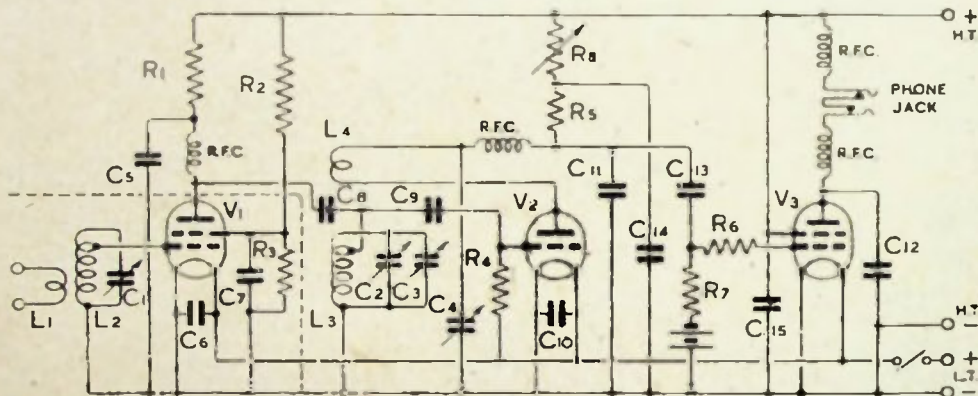 R1
R2
R8
R.F.C.
H.T. +
PHONE
JACK
R5
L4
R.F.C.
R.F.C.
R.F.C.
C5
C8
C9
C11
C13
V1
V2
V3
R6
C14
C12
R3
R4
C1
C7
C2
C3
C4
R7
L1
L2
C6
L3
C10
C15
H.T. -
+
L.T.